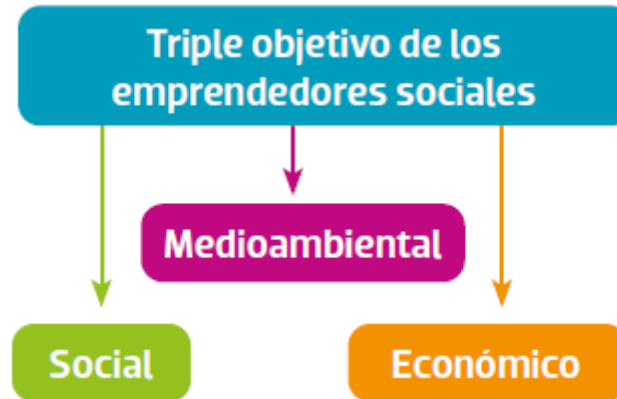 Triple objetivo de los
emprendedores sociales
Medioambiental
Social
Económico